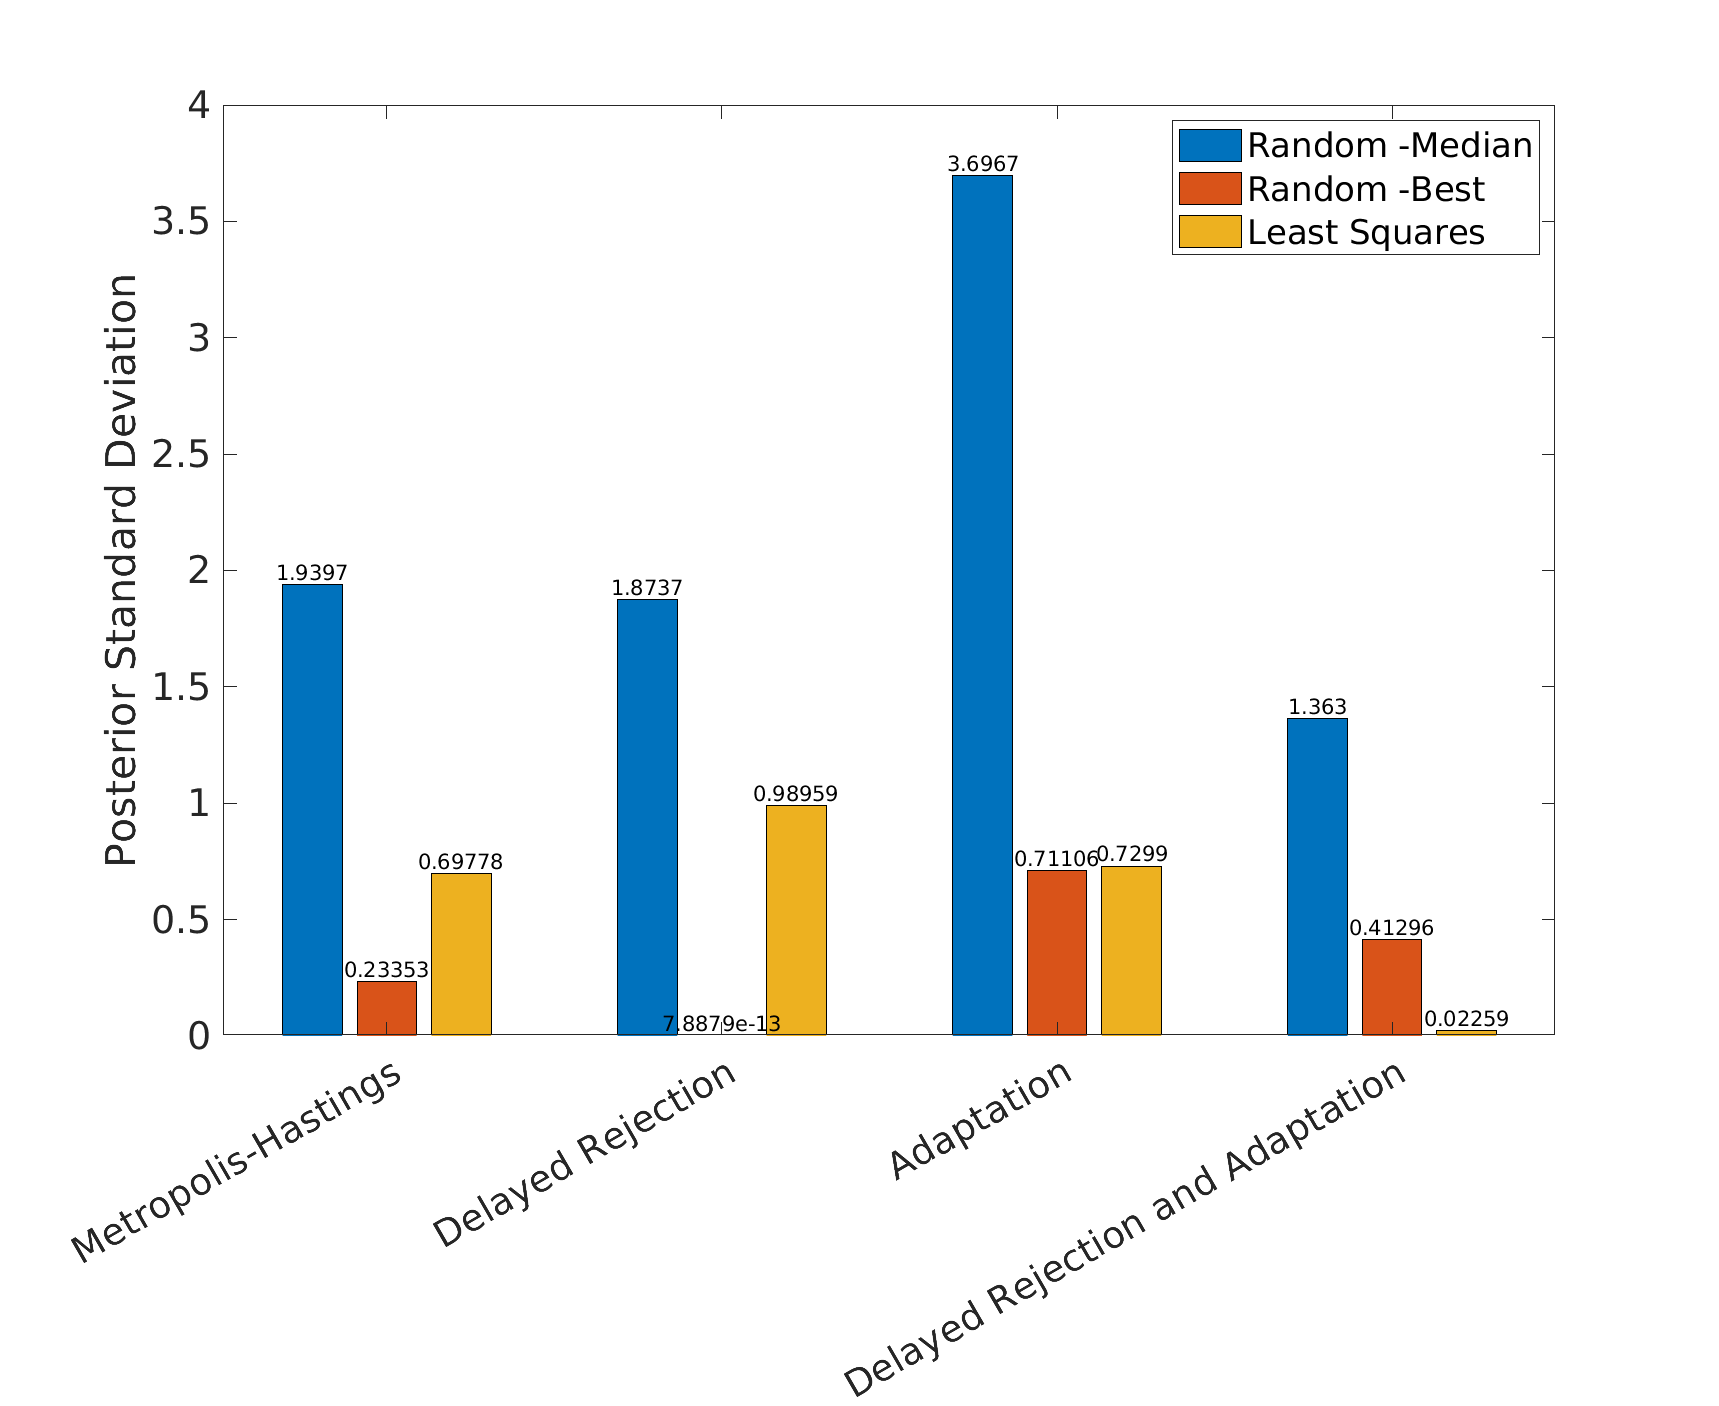 4
3.5
3
2.5
2
1.5
1
0.5
0
Posterior Standard Deviation
Random -Median
Random -Best
Least Squares
1.9397
0.23353
0.69778
1.8737
7.8879e-13
0.98959
3.6967
0.71106
0.7299
1.363
0.41296
0.02259
Metropolis-Hastings
Delayed Rejection
Adaptation
Delayed Rejection and Adaptation